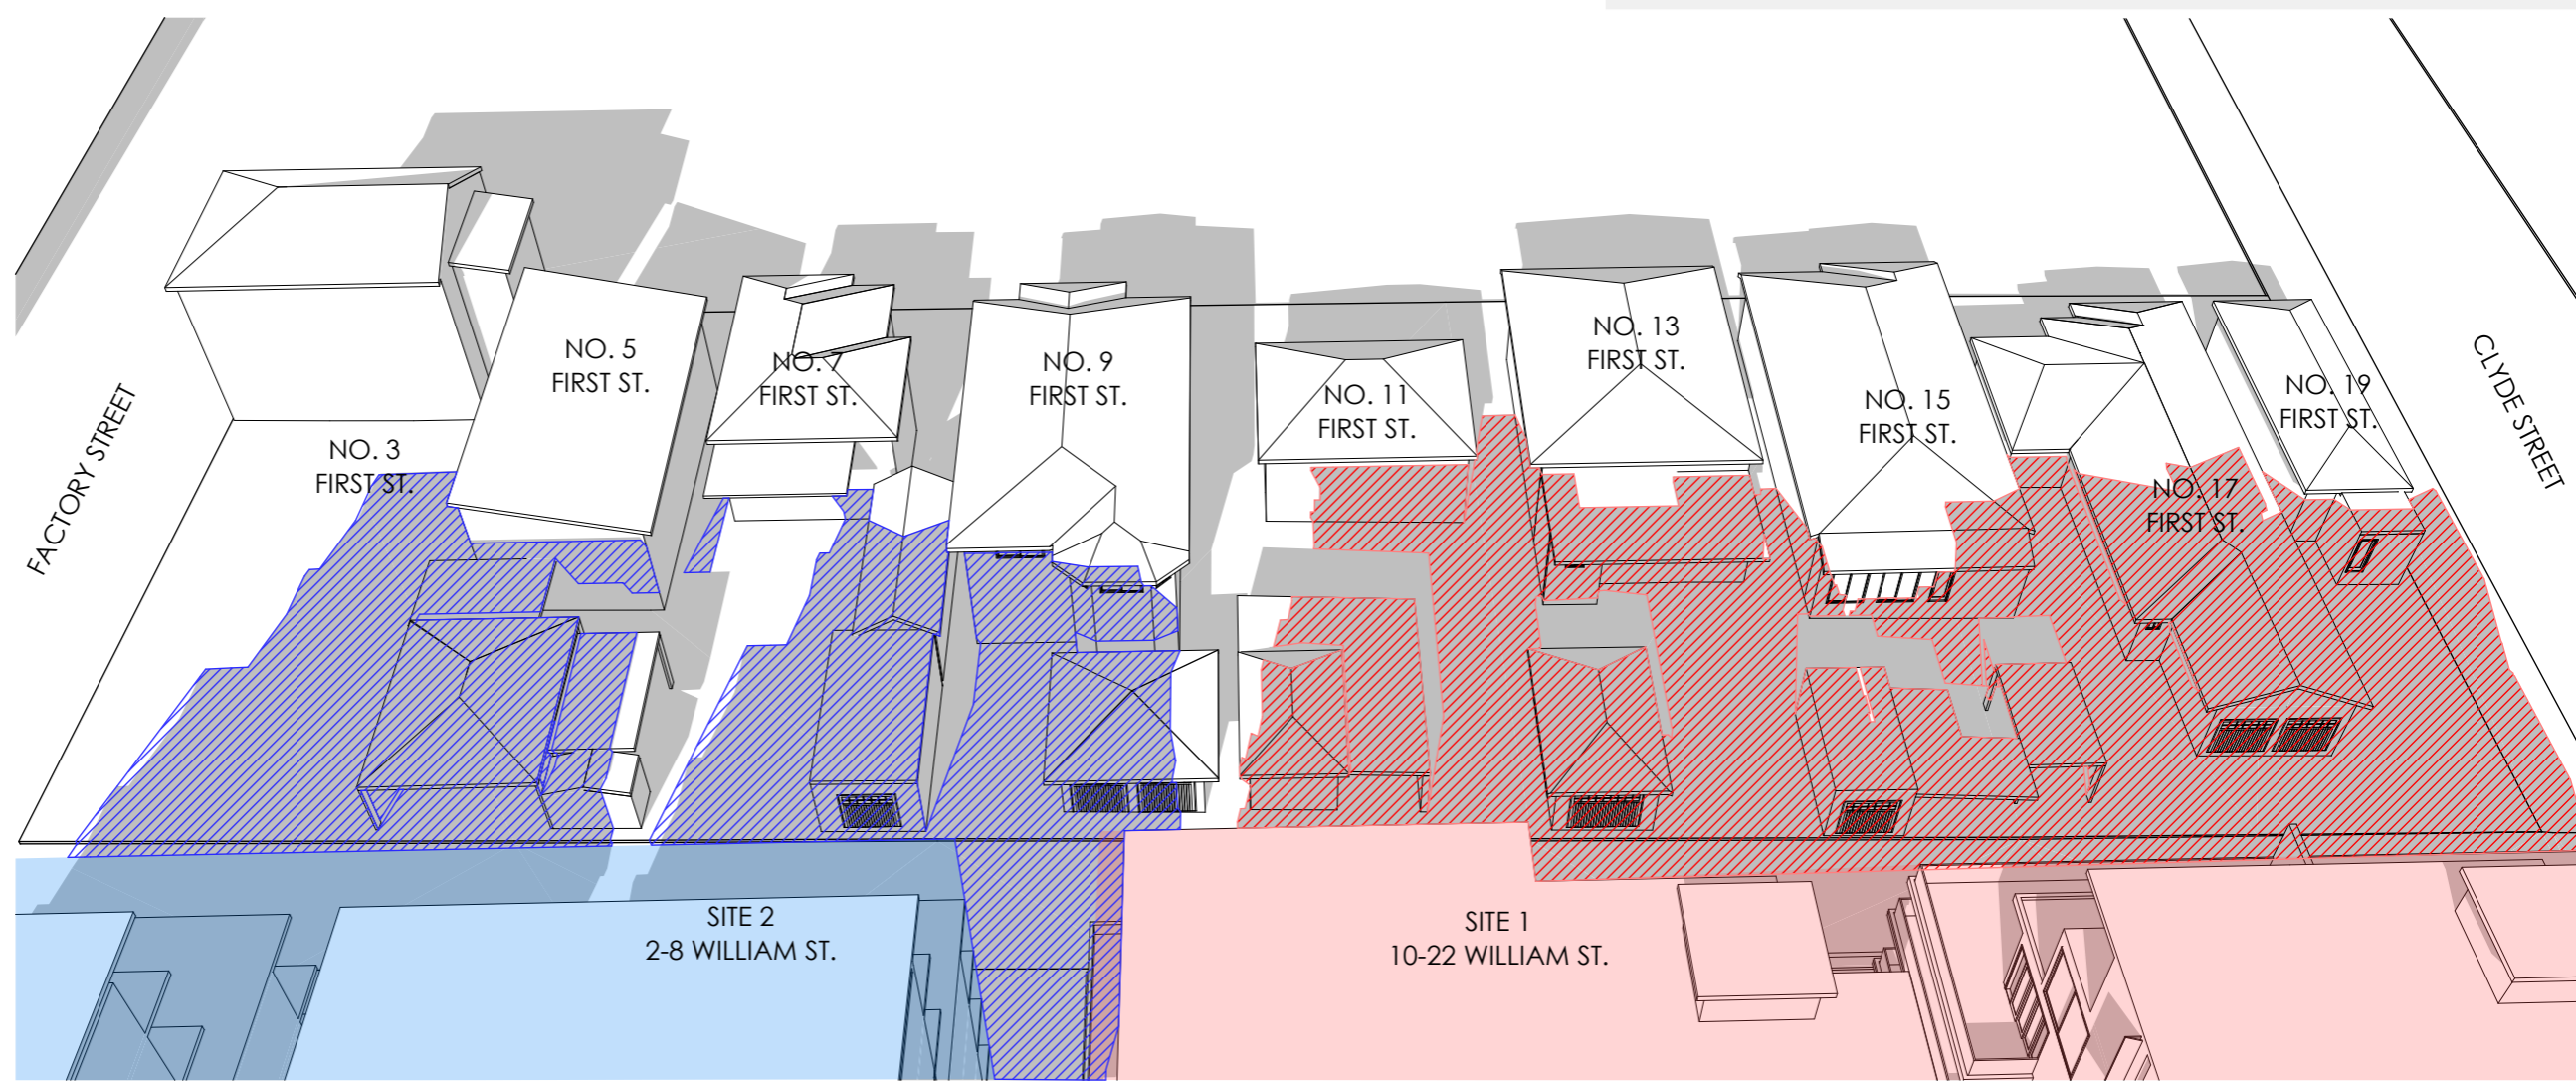 FACTORY STREET
NO. 3
FIRST ST.
NO. 5
FIRST ST.
NO. 7
FIRST ST.
NO. 9
FIRST ST.
NO. 11
FIRST ST.
NO. 13
FIRST ST.
NO. 15
FIRST ST.
NO. 17
FIRST ST.
NO. 19
FIRST ST.
CLYDE STREET
SITE 2
2-8 WILLIAM ST.
SITE 1
10-22 WILLIAM ST.